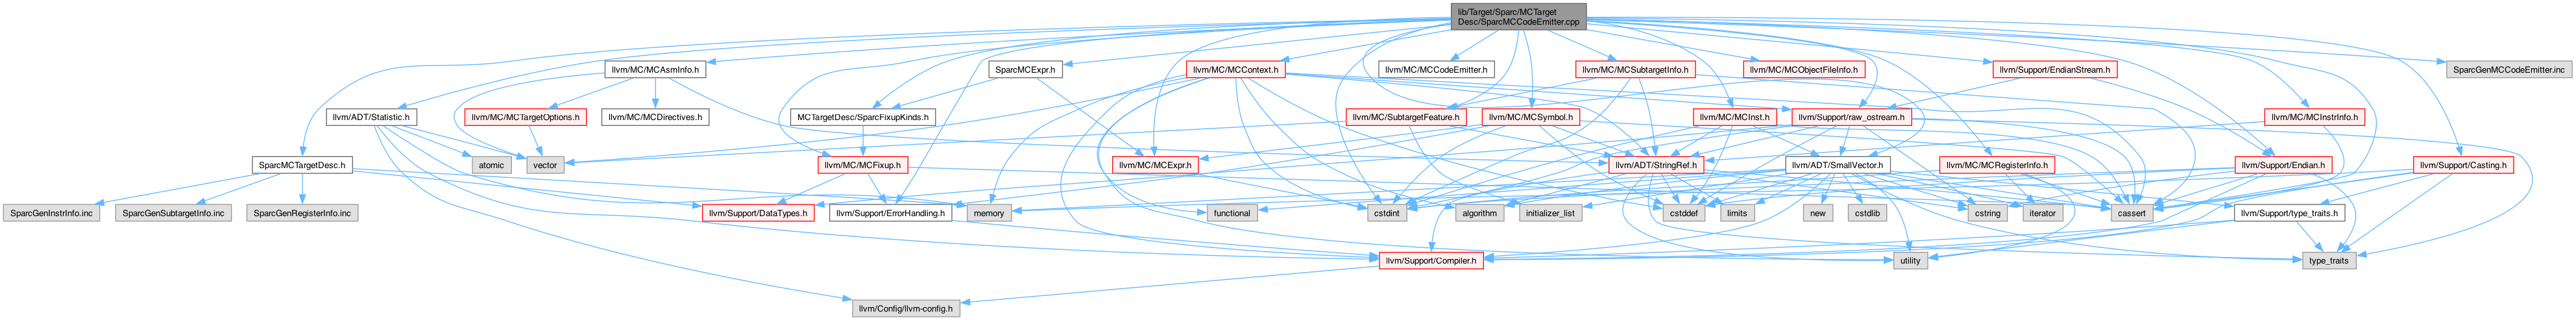 lib/Target/Sparc/MCTarget
Desc/SparcMCCodeEmitter.cpp
llvm/MC/MCAsmInfo.h
SparcMCExpr.h
llvm/MC/MCContext.h
llvm/MC/MCCodeEmitter.h
llvm/MC/MCSubtargetInfo.h
llvm/MC/MCObjectFileInfo.h
llvm/Support/EndianStream.h
SparcGenMCCodeEmitter.inc
llvm/ADT/Statistic.h
llvm/MC/MCTargetOptions.h
llvm/MC/MCDirectives.h
MCTargetDesc/SparcFixupKinds.h
llvm/MC/SubtargetFeature.h
llvm/MC/MCSymbol.h
llvm/MC/MCInst.h
llvm/Support/raw_ostream.h
llvm/MC/MCInstrInfo.h
SparcMCTargetDesc.h
atomic
vector
llvm/MC/MCFixup.h
llvm/MC/MCExpr.h
llvm/ADT/StringRef.h
llvm/ADT/SmallVector.h
llvm/MC/MCRegisterInfo.h
llvm/Support/Endian.h
llvm/Support/Casting.h
SparcGenInstrInfo.inc
SparcGenSubtargetInfo.inc
SparcGenRegisterInfo.inc
llvm/Support/DataTypes.h
llvm/Support/ErrorHandling.h
memory
functional
cstdint
algorithm
initializer_list
cstddef
limits
new
cstdlib
cstring
iterator
cassert
llvm/Support/type_traits.h
llvm/Support/Compiler.h
utility
type_traits
llvm/Config/llvm-config.h